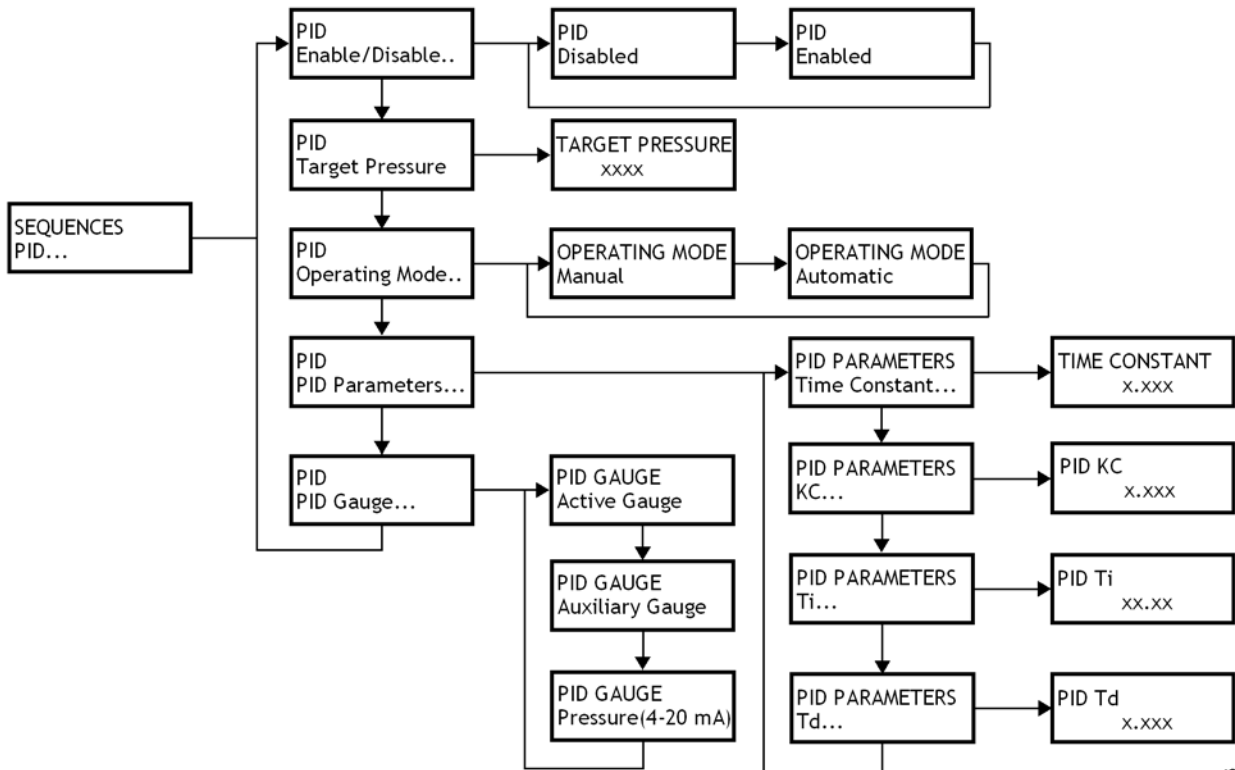 PID
Enable/Disable..
PID
Disabled
PID
Enabled
PID
Target Pressure
TARGET PRESSURE
xxxx
SEQUENCES
PID...
PID
Operating Mode..
OPERATING MODE
Manual
OPERATING MODE
Automatic
PID
PID Parameters...
PID PARAMETERS
Time Constant...
TIME CONSTANT
x.xxx
PID
PID Gauge...
PID GAUGE
Active Gauge
PID PARAMETERS
KC...
PID KC
x.xxx
PID GAUGE
Auxiliary Gauge
PID PARAMETERS
Ti...
PID Ti
xx.xx
PID GAUGE
Pressure(4-20 mA)
PID PARAMETERS
Td...
PID Td
x.xxx